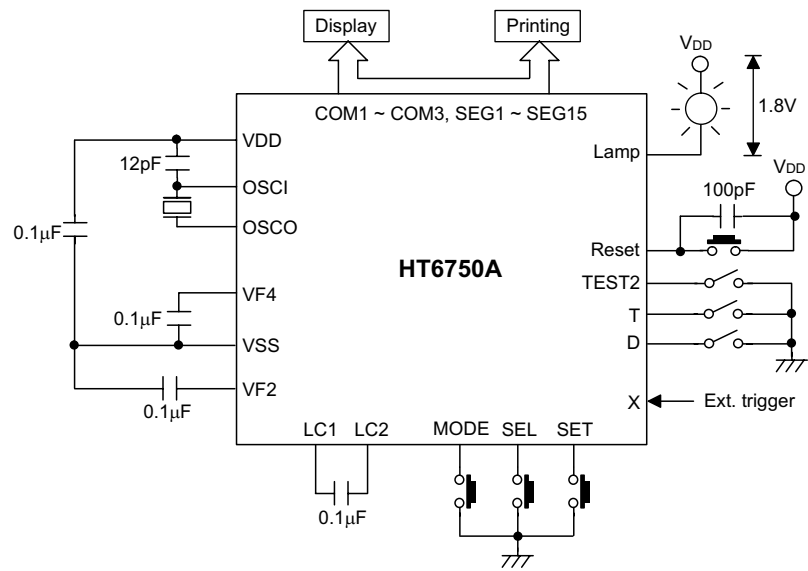 Display
Printing
VDD
1.8V
COM1 ~ COM3, SEG1 ~ SEG15
VDD
12pF
OSCI
OSCO
0.1μF
Lamp
VDD
100pF
Reset
HT6750A
TEST2
VF4
0.1μF
T
VSS
D
VF2
0.1μF
X
Ext. trigger
LC1
LC2
MODE
SEL
SET
0.1μF